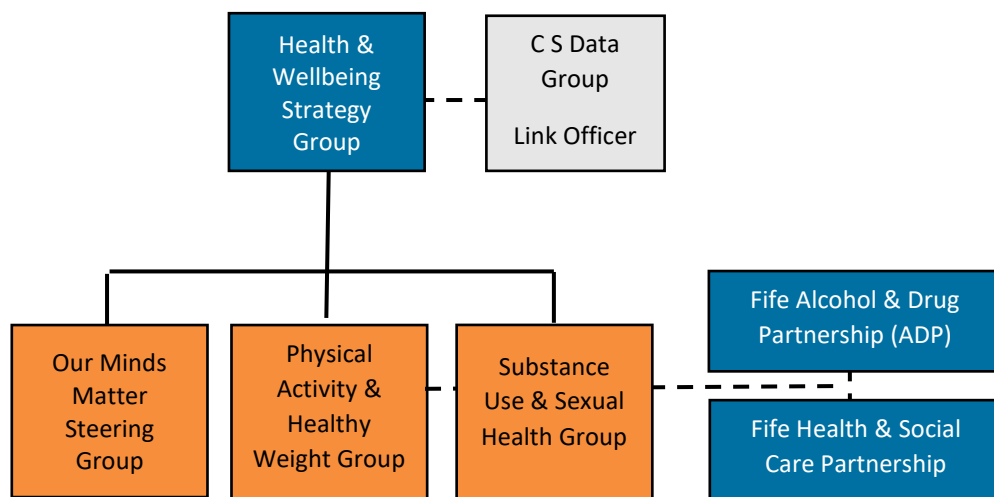 Health &
Wellbeing
Strategy
Group
C S Data
Group
Link Officer
Our Minds
Matter
Steering
Group
Physical
Activity &
Healthy
Weight Group
Substance
Use & Sexual
Health Group
Fife Alcohol & Drug
Partnership (ADP)
Fife Health & Social
Care Partnership